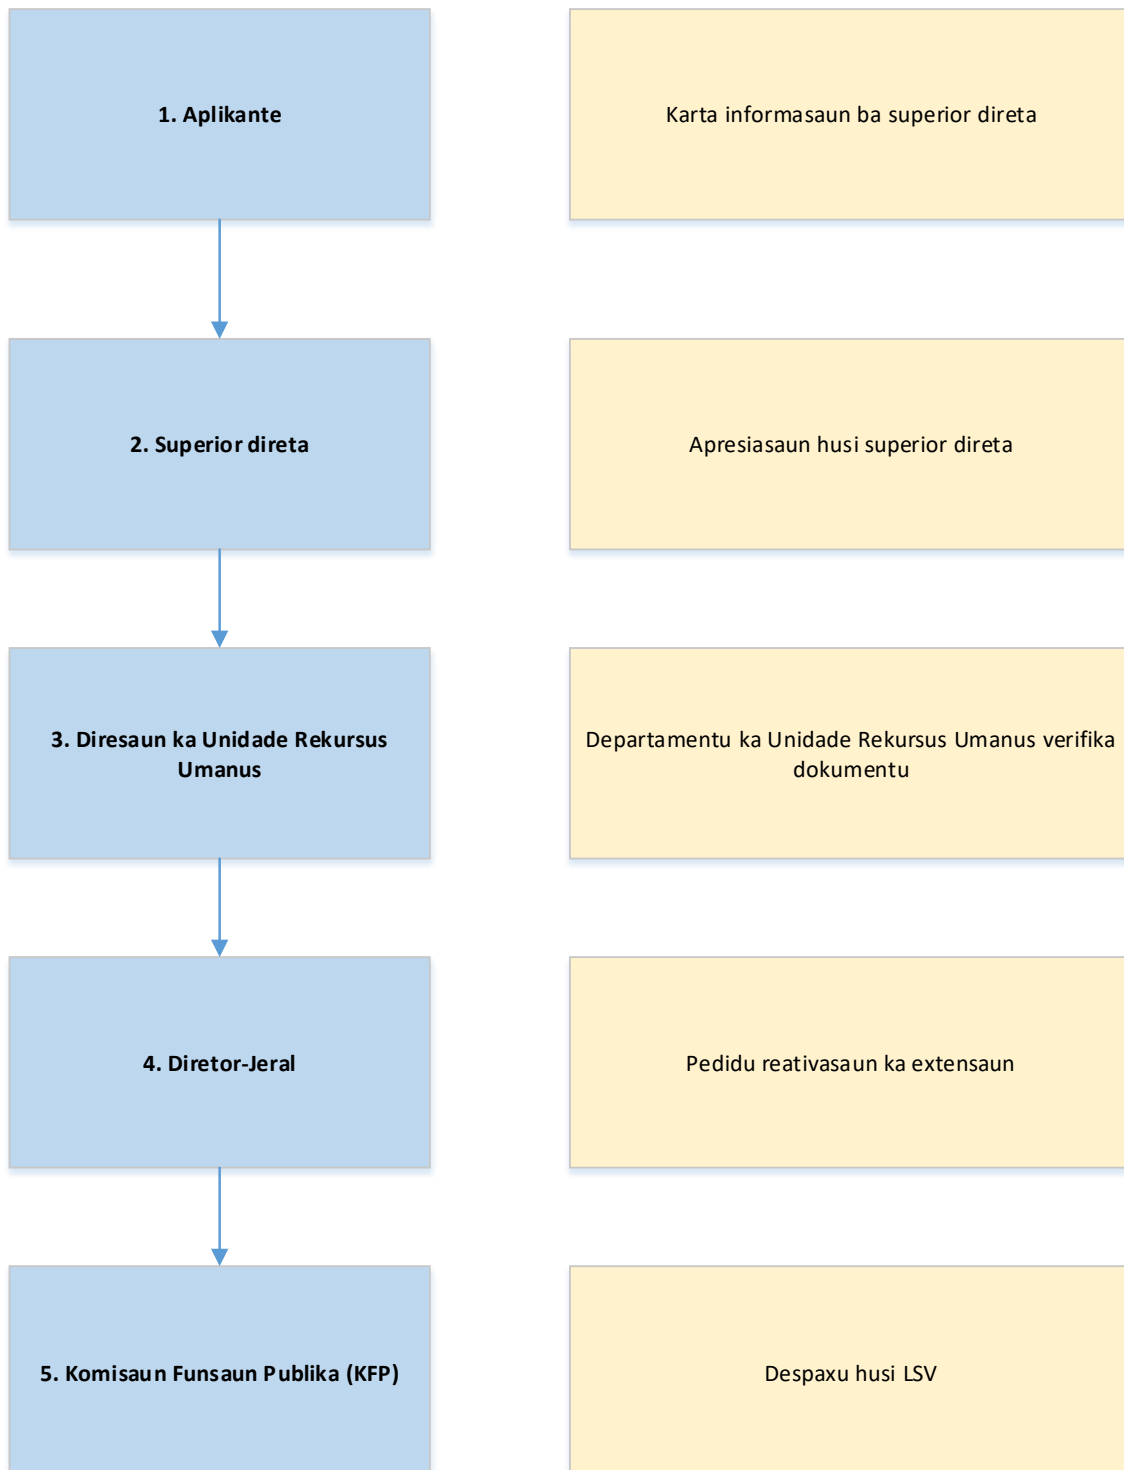 1. Aplikante
Karta informasaun ba superior direta
2. Superior direta
Apresiasaun husi superior direta
3. Diresaun ka Unidade Rekursus
Umanus
Departamentu ka Unidade Rekursus Umanus verifika
dokumentu
4. Diretor-Jeral
Pedidu reativasaun ka extensaun
5. Komisaun Funsaun Publika (KFP)
Despaxu husi LSV